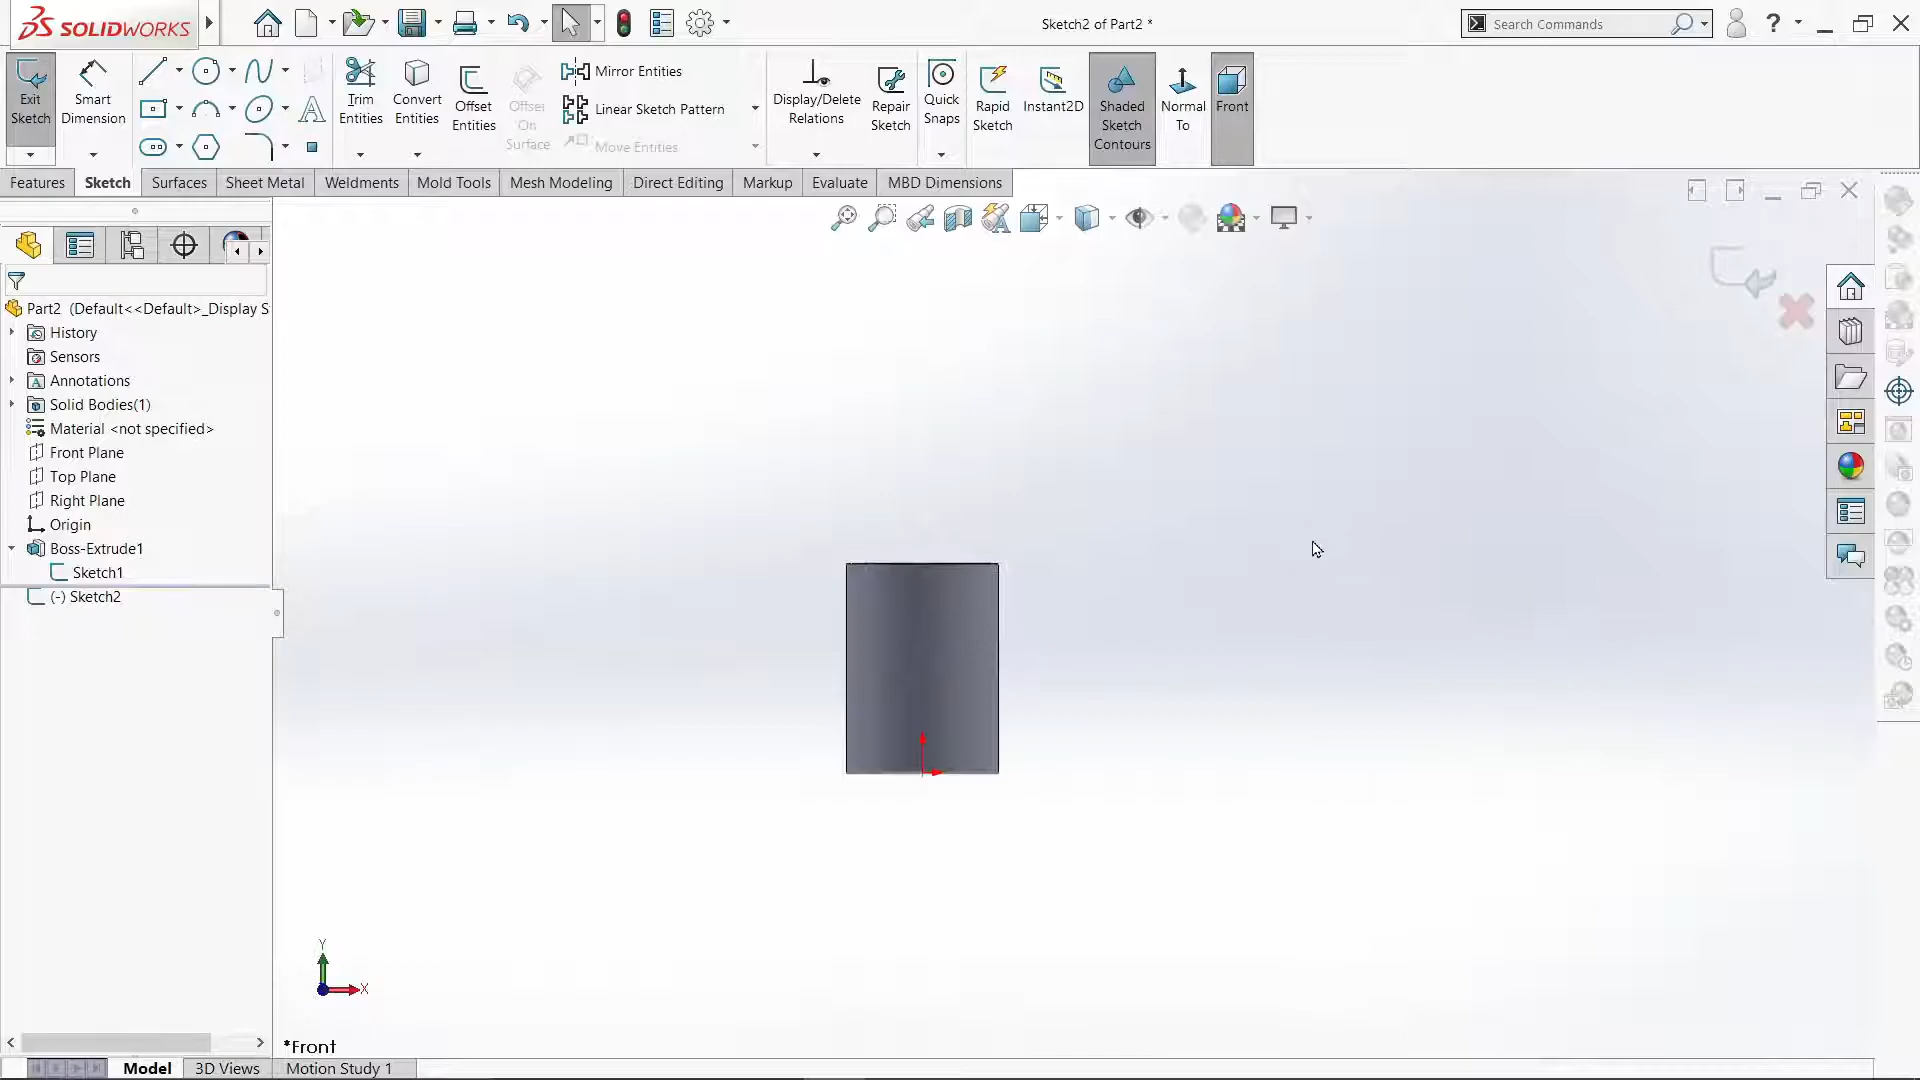 SOLIDWORKS
Sketch2 of Part2 *
Search Commands
?
Exit
Sketch
Smart
Dimension
Trim
Entities
Convert
Entities
Offset
Entities
Offset
On
Surface
Mirror Entities
Linear Sketch Pattern
Move Entities
Display/Delete
Relations
Repair
Sketch
Quick
Snaps
Rapid
Sketch
Instant2D
Shaded
Sketch
Contours
Normal
To
Front
Features
Sketch
Surfaces
Sheet Metal
Weldments
Mold Tools
Mesh Modeling
Direct Editing
Markup
Evaluate
MBD Dimensions
Part2 (Default<<Default>_Display S
History
Sensors
Annotations
Solid Bodies(1)
Material <not specified>
Front Plane
Top Plane
Right Plane
Origin
Boss-Extrude1
Sketch1
(-) Sketch2
Y
X
*Front
Model
3D Views
Motion Study 1